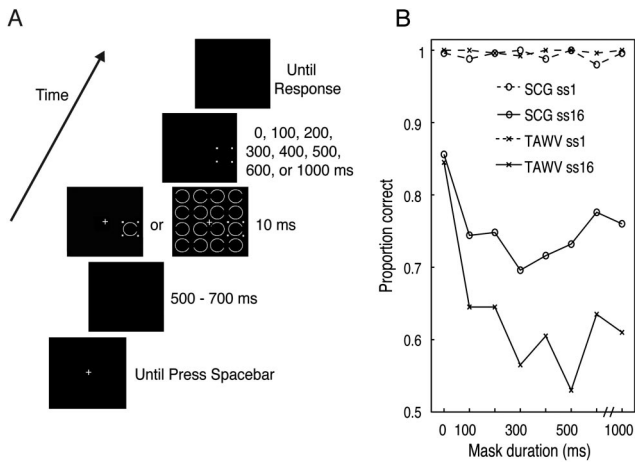 A
Time
Until
Response
0, 100, 200,
300, 400, 500,
600, or 1000 ms
or
10 ms
500 - 700 ms
Until Press Spacebar
B
1
0.9
0.8
0.7
0.6
0.5
Proportion correct
SCG ss1
SCG ss16
TAWV ss1
TAWV ss16
0 100 300 500 1000
Mask duration (ms)